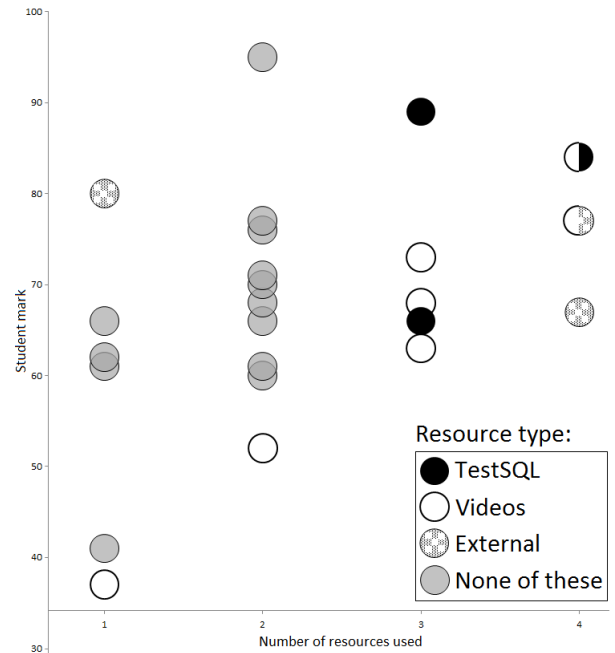 100
90
80
70
60
50
40
30
Student mark
1 2 3 4
Number of resources used
Resource type:
TestSQL
Videos
External
None of these